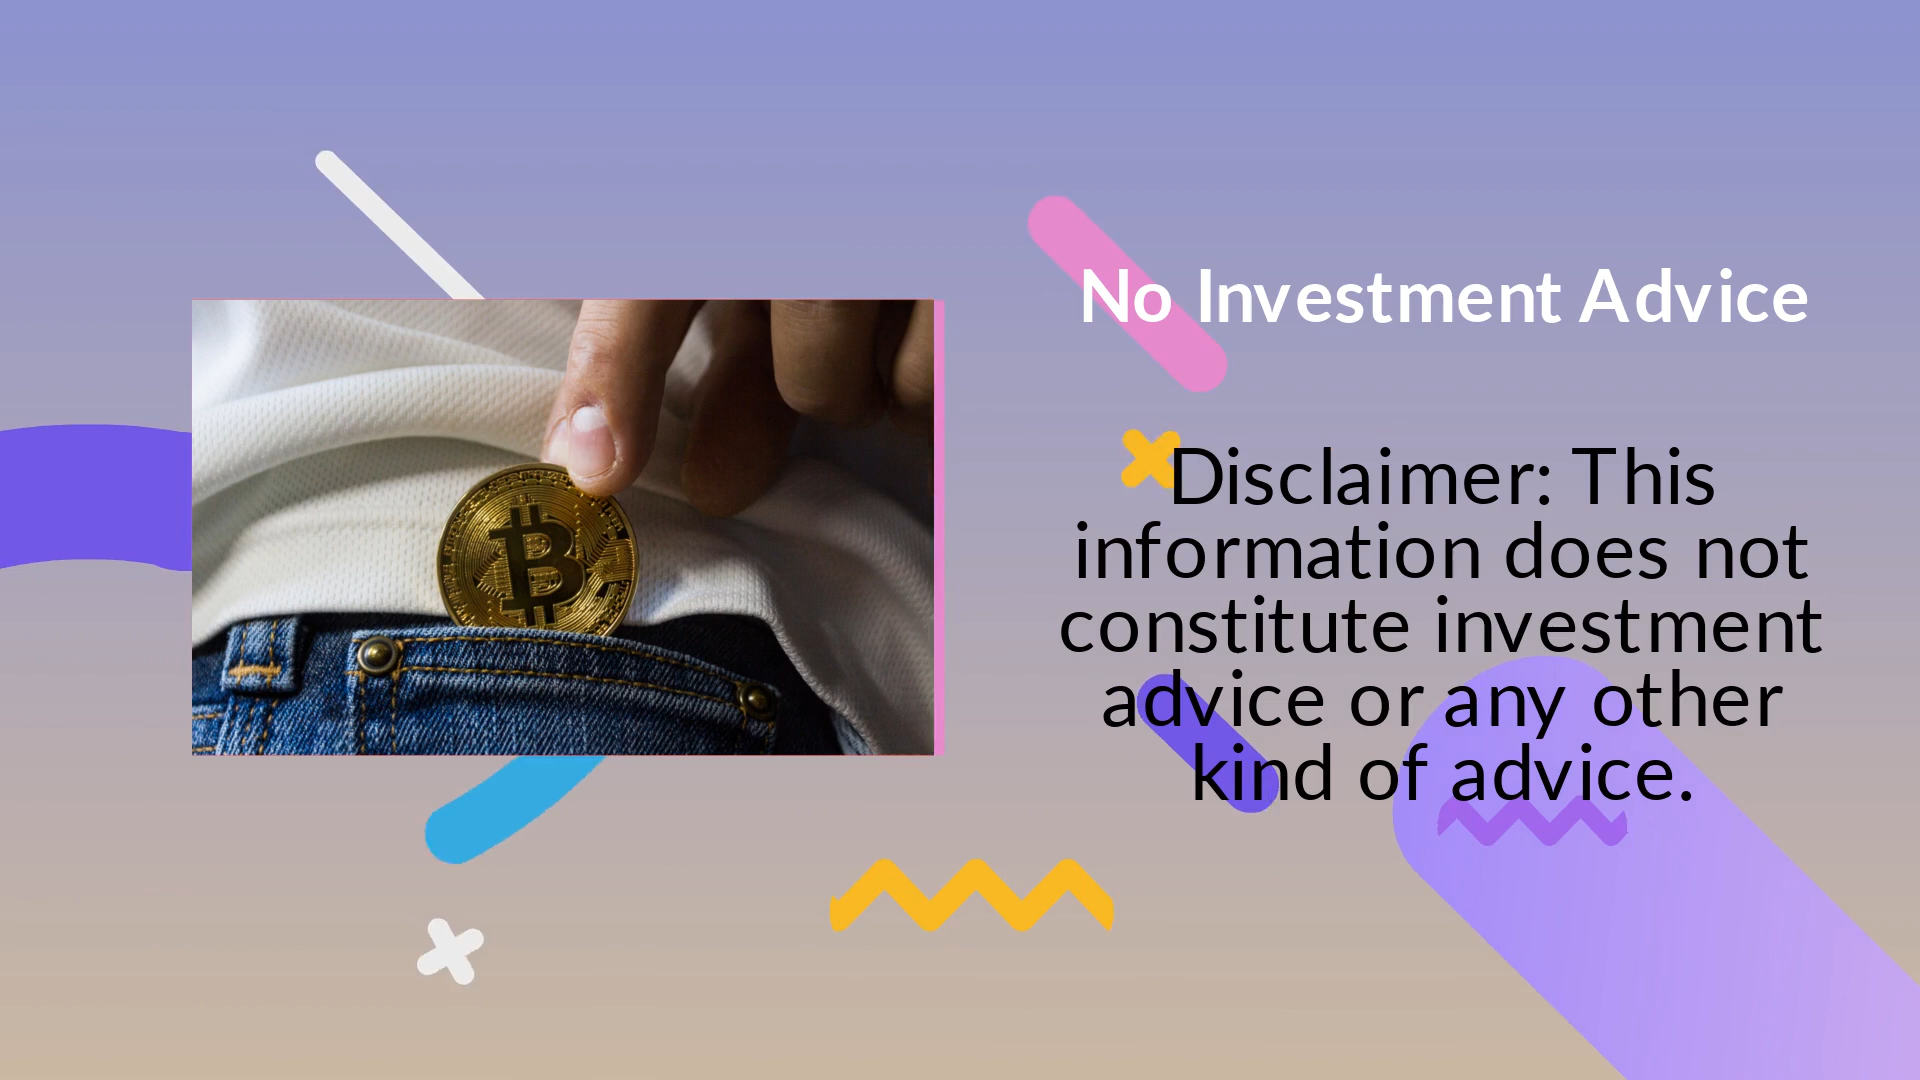 No Investment Advice
Disclaimer: This
information does not
constitute investment
advice or any other
kind of advice.